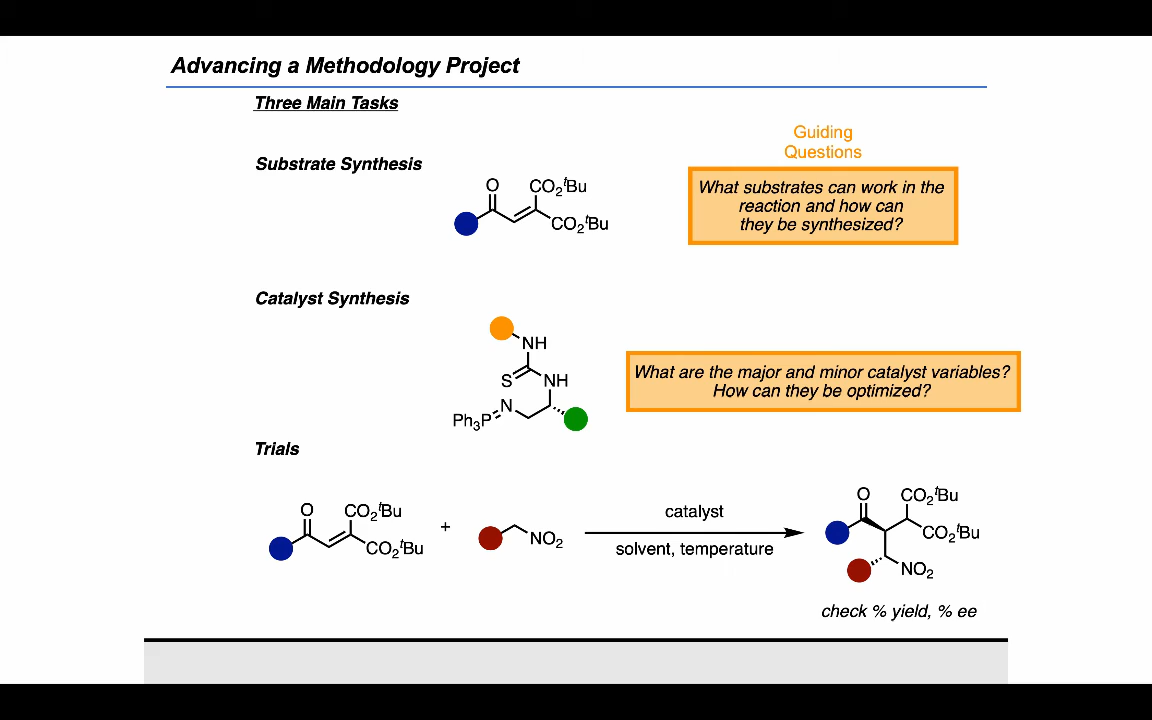 Advancing a Methodology Project
Three Main Tasks
Guiding
Questions
Substrate Synthesis
O
CO₂ᵗBu
CO₂ᵗBu
What substrates can work in the
reaction and how can
they be synthesized?
Catalyst Synthesis
NH
S
NH
N
Ph₃P
What are the major and minor catalyst variables?
How can they be optimized?
Trials
O
CO₂ᵗBu
CO₂ᵗBu
+
NO₂
catalyst
solvent, temperature
O
CO₂ᵗBu
CO₂ᵗBu
NO₂
check % yield, % ee